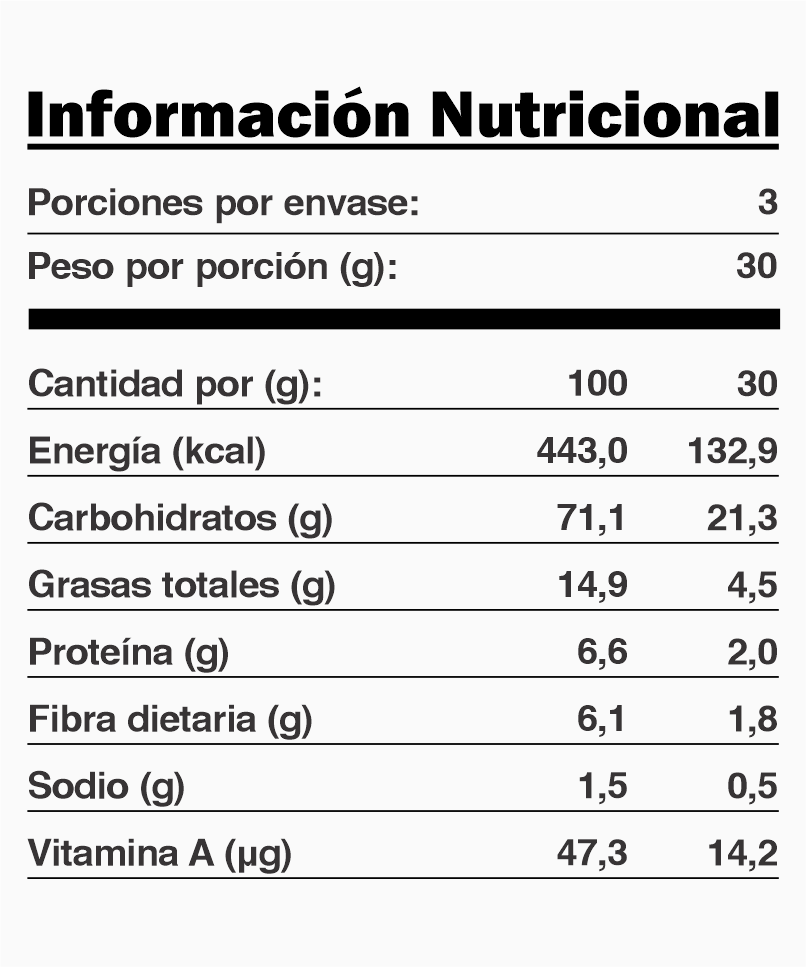 Información Nutricional
Porciones por envase: 3
Peso por porción (g): 30
Cantidad por (g): 100 30
Energía (kcal) 443,0 132,9
Carbohidratos (g) 71,1 21,3
Grasas totales (g) 14,9 4,5
Proteína (g) 6,6 2,0
Fibra dietaria (g) 6,1 1,8
Sodio (g) 1,5 0,5
Vitamina A (µg) 47,3 14,2